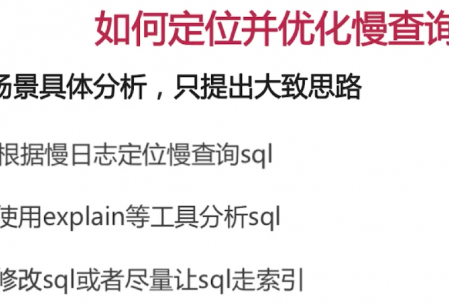 如何定位并优化慢查询
场景具体分析，只提出大致思路
根据慢日志定位慢查询sql
使用explain等工具分析sql
修改sql或者尽量让sql走索引